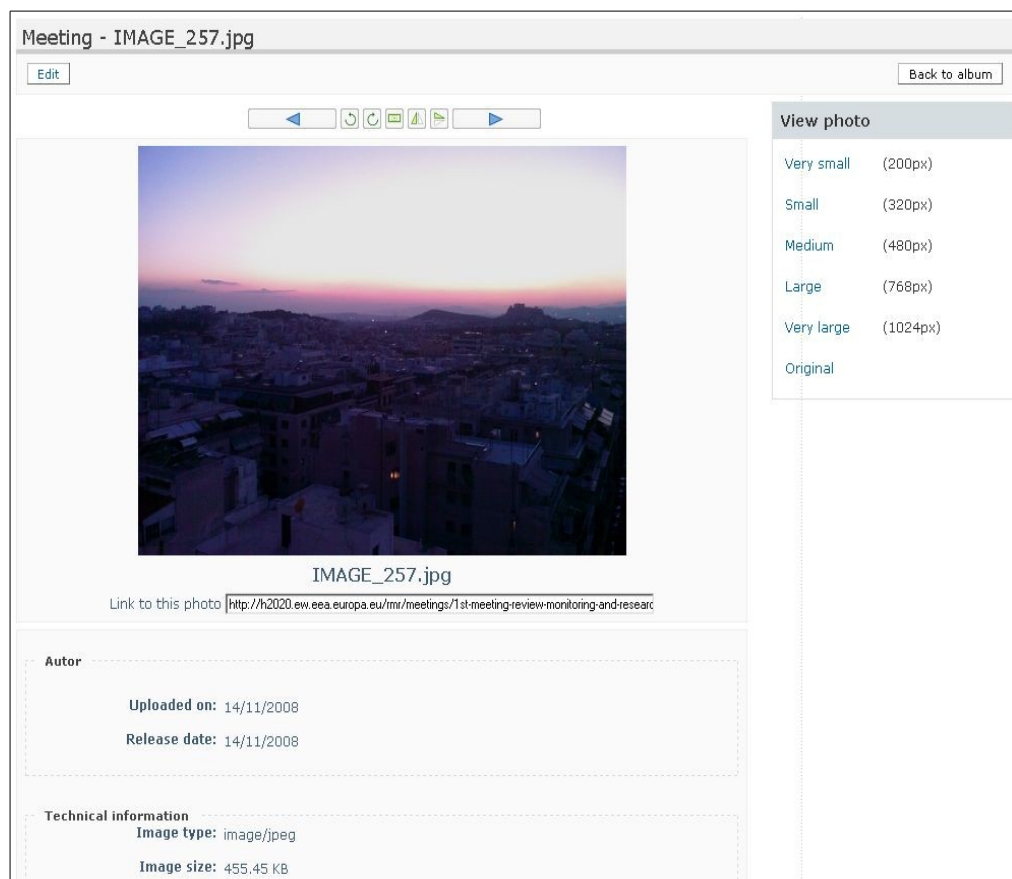 Meeting - IMAGE_257.jpg
Edit
Back to album
View photo
Very small (200px)
Small (320px)
Medium (480px)
Large (768px)
Very large (1024px)
Original
IMAGE_257.jpg
Link to this photo http://h2020.ew.eea.europa.eu/rmr/meetings/1st-meeting-review-monitoring-and-researc
Autor
Uploaded on: 14/11/2008
Release date: 14/11/2008
Technical information
Image type: image/jpeg
Image size: 455.45 KB